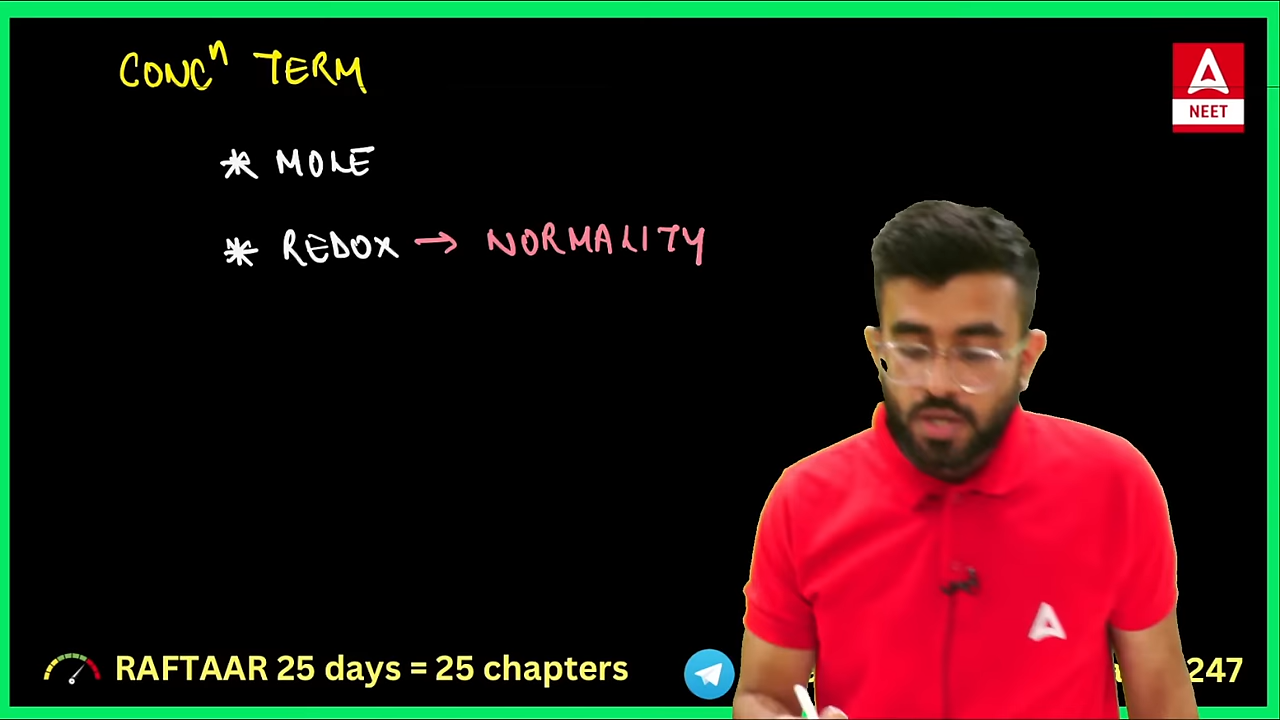 CONCⁿ TERM
NEET
* MOLE
* REDOX → NORMALITY
RAFTAAR 25 days = 25 chapters
247